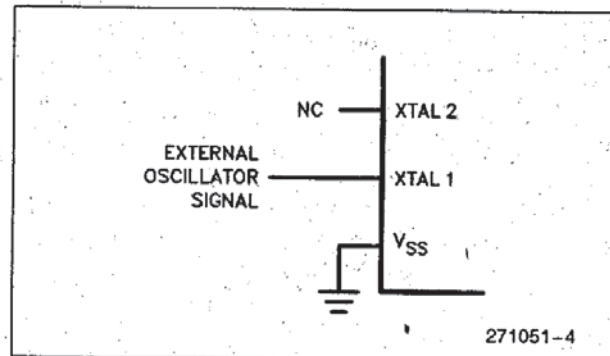 NC
XTAL 2
EXTERNAL
OSCILLATOR
SIGNAL
XTAL 1
VSS
271051-4